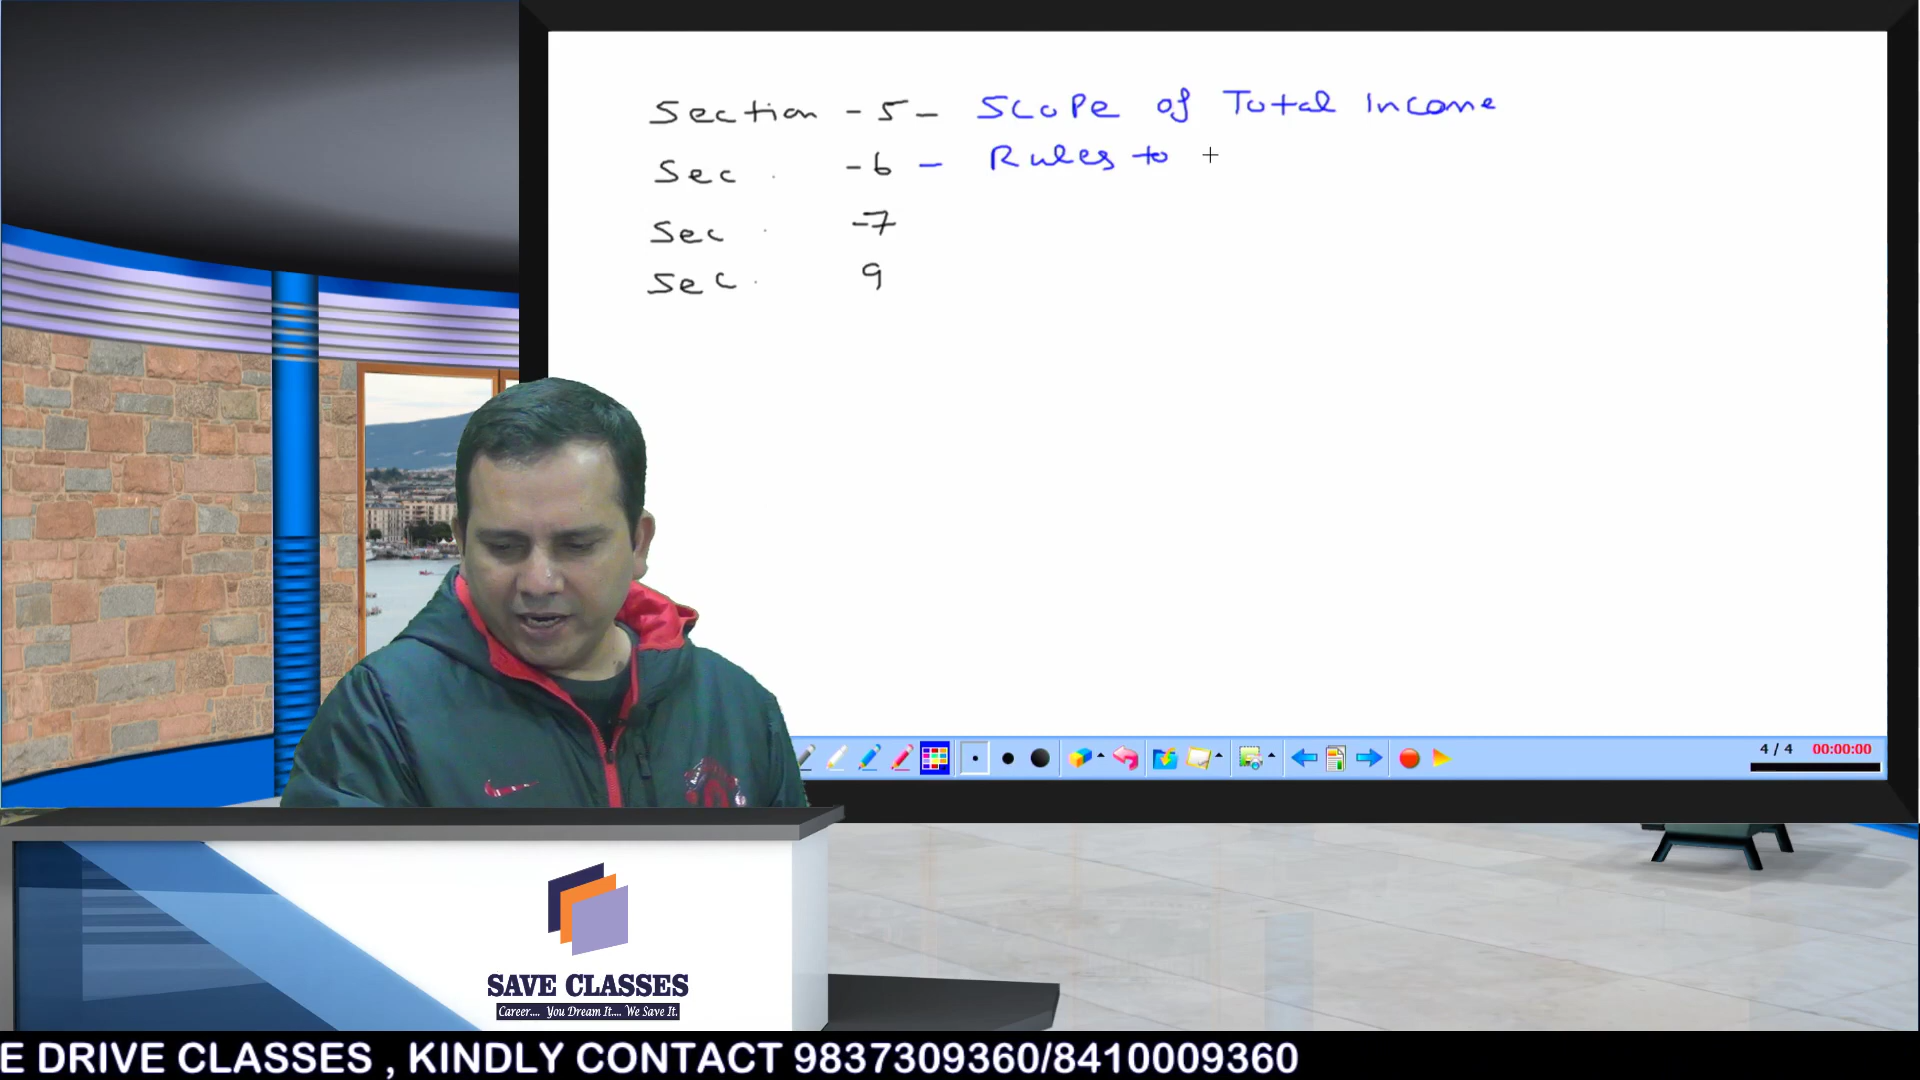 Section - 5 - Scope of Total Income
Sec - 6 - Rules to
Sec - 7
Sec 9
4 / 4 00:00:00
SAVE CLASSES
Career.... You Dream It.... We Save It.
E DRIVE CLASSES , KINDLY CONTACT 9837309360/8410009360